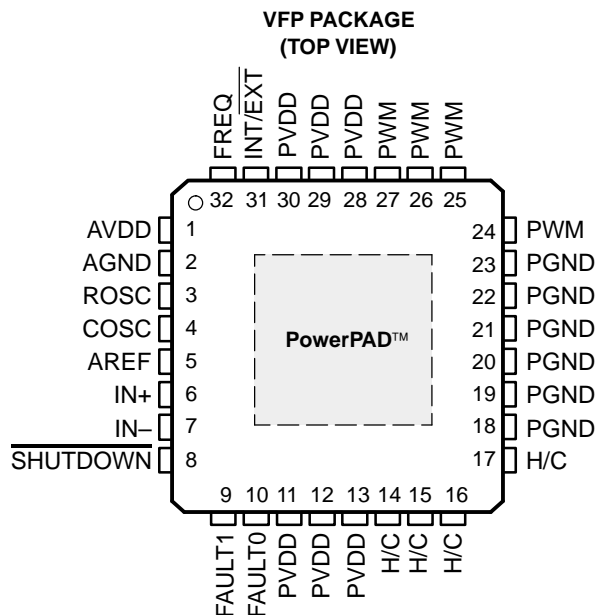 VFP PACKAGE
(TOP VIEW)
FREQ
INT/EXT
PVDD
PVDD
PVDD
PWM
PWM
PWM
32 31 30 29 28 27 26 25
AVDD 1
AGND 2
ROSC 3
COSC 4
AREF 5
IN+ 6
IN– 7
SHUTDOWN 8
PowerPAD™
24 PWM
23 PGND
22 PGND
21 PGND
20 PGND
19 PGND
18 PGND
17 H/C
9 10 11 12 13 14 15 16
FAULT1
FAULT0
PVDD
PVDD
PVDD
H/C
H/C
H/C